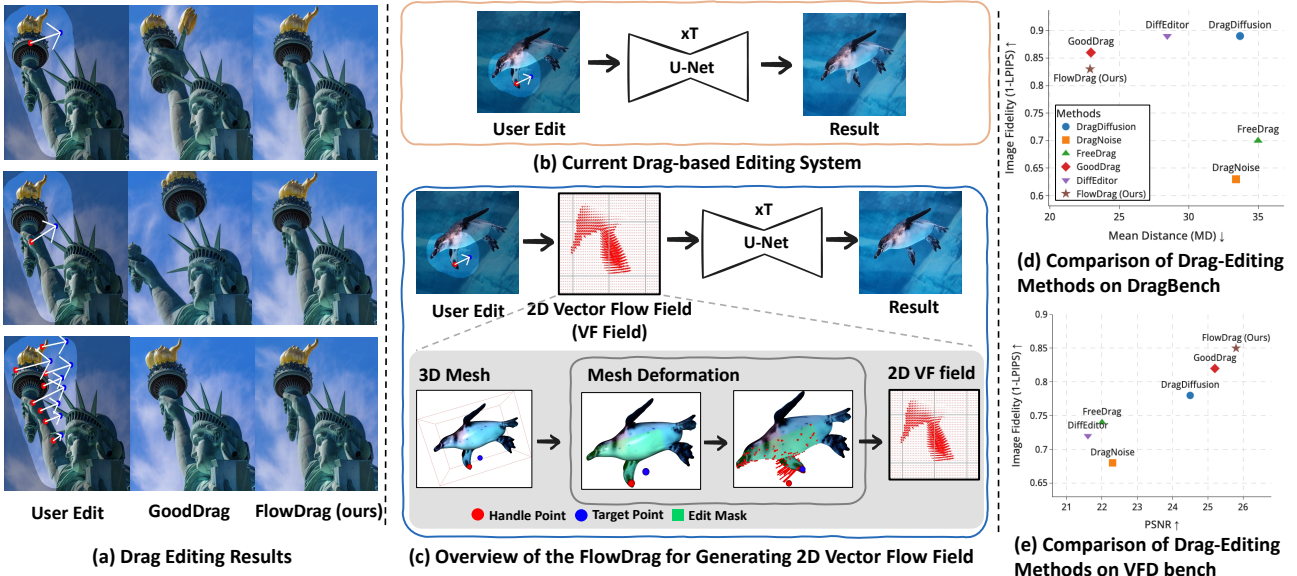 User Edit
GoodDrag
FlowDrag (ours)
(a) Drag Editing Results
xT
U-Net
User Edit
Result
(b) Current Drag-based Editing System
xT
U-Net
User Edit
2D Vector Flow Field
(VF Field)
Result
3D Mesh
Mesh Deformation
2D VF field
Handle Point
Target Point
Edit Mask
(c) Overview of the FlowDrag for Generating 2D Vector Flow Field
Image Fidelity (1-LPIPS) ↑
0.9
0.85
0.8
0.75
0.7
0.65
0.6
DiffEditor
DragDiffusion
GoodDrag
FlowDrag (Ours)
FreeDrag
DragNoise
Methods
DragDiffusion
DragNoise
FreeDrag
GoodDrag
DiffEditor
FlowDrag (Ours)
20
25
30
35
Mean Distance (MD) ↓
(d) Comparison of Drag-Editing
Methods on DragBench
Image Fidelity (1-LPIPS) ↑
0.85
0.8
0.75
0.7
0.65
FlowDrag (Ours)
GoodDrag
DragDiffusion
FreeDrag
DiffEditor
DragNoise
21
22
23
24
25
26
PSNR ↑
(e) Comparison of Drag-Editing
Methods on VFD bench